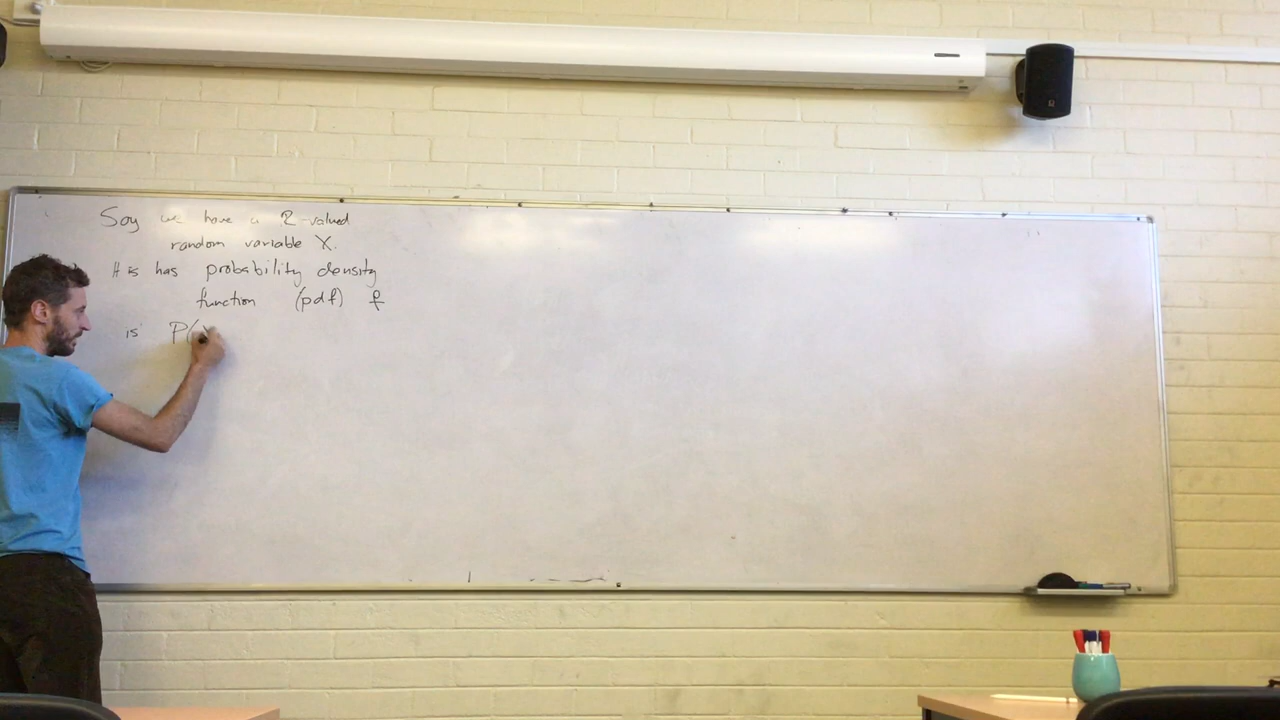 Say we have a R-valued
random variable X.
It is has probability density
function (pdf) f
is P(X